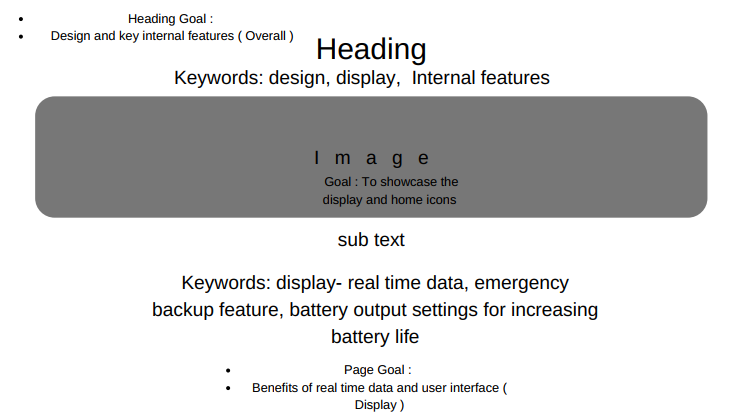 • Heading Goal :
• Design and key internal features ( Overall )
Heading
Keywords: design, display, Internal features
I m a g e
Goal : To showcase the
display and home icons
sub text
Keywords: display- real time data, emergency
backup feature, battery output settings for increasing
battery life
• Page Goal :
• Benefits of real time data and user interface (
Display )